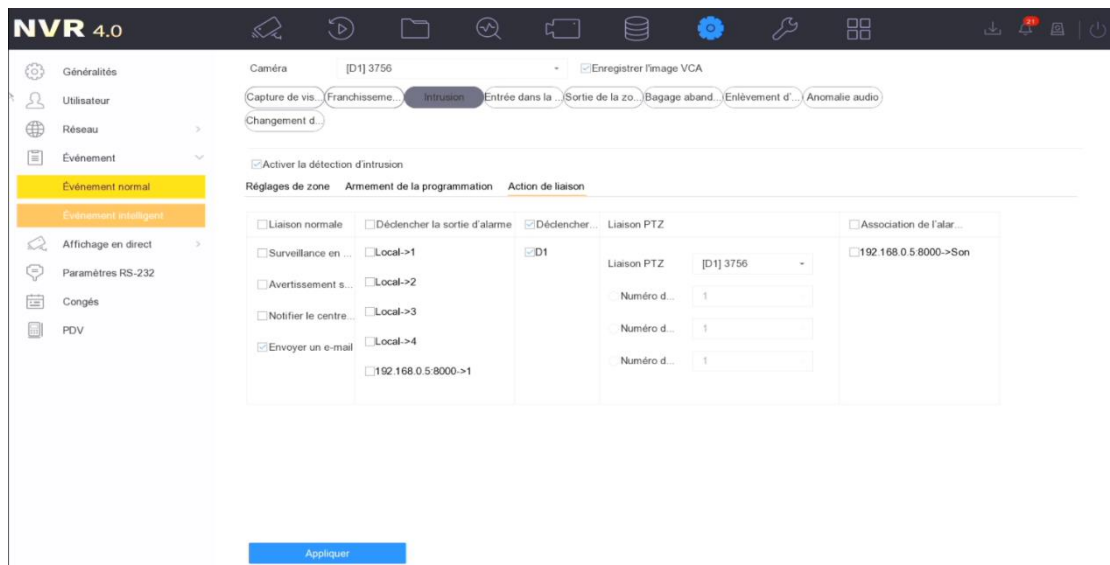 NVR 4.0
21
Généralités
Utilisateur
Réseau
Événement
Événement normal
Événement intelligent
Affichage en direct
Paramètres RS-232
Congés
PDV
Caméra [D1] 3756 Enregistrer l'image VCA
Capture de vis... Franchisseme... Intrusion Entrée dans la ... Sortie de la zo... Bagage aband... Enlèvement d'... Anomalie audio
Changement d...
Activer la détection d'intrusion
Réglages de zone Armement de la programmation Action de liaison
Liaison normale Déclencher la sortie d'alarme Déclencher... Liaison PTZ Association de l'alar...
Surveillance en ... Local->1 D1 Liaison PTZ [D1] 3756 192.168.0.5:8000->Son
Avertissement s... Local->2 Numéro d... 1
Notifier le centre... Local->3 Numéro d... 1
Envoyer un e-mail Local->4 Numéro d... 1
192.168.0.5:8000->1
Appliquer